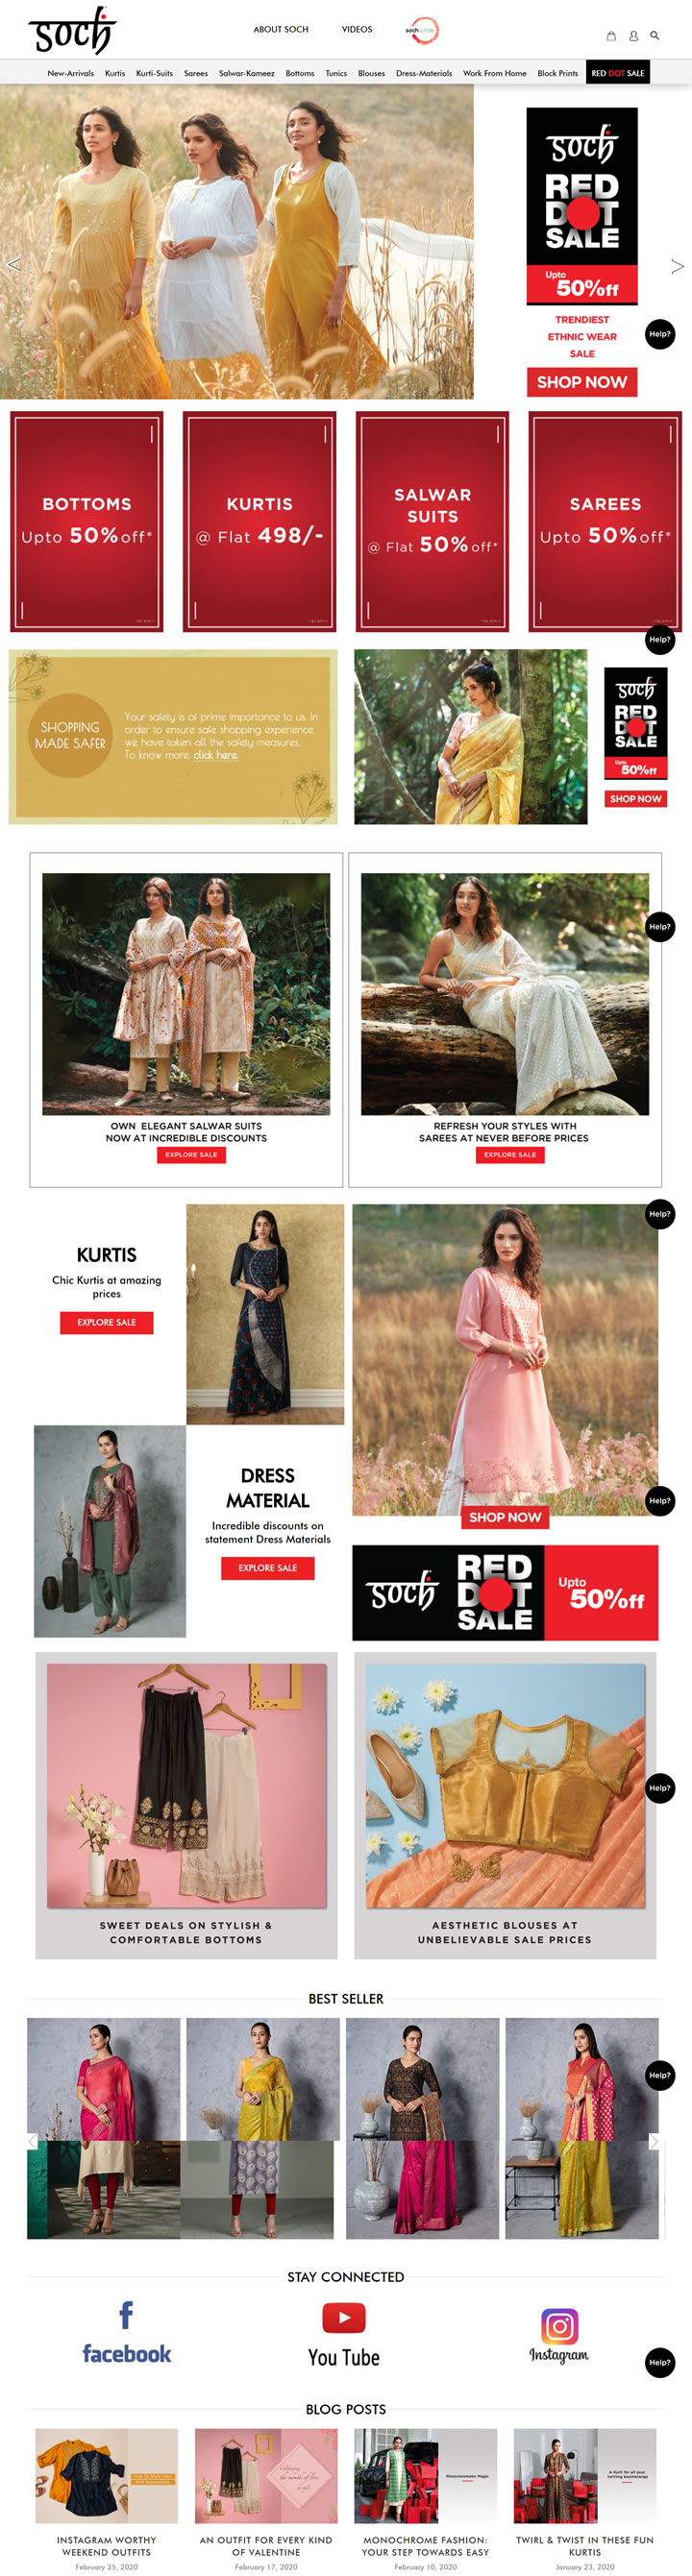 soch
ABOUT SOCH
VIDEOS
soch circle
New-Arrivals
Kurtis
Kurti-Suits
Sarees
Salwar-Kameez
Bottoms
Tunics
Blouses
Dress-Materials
Work From Home
Block Prints
RED DOT SALE
soch
RED
DOT
SALE
Upto
50%off
TRENDIEST
ETHNIC WEAR
SALE
SHOP NOW
Help?
BOTTOMS
Upto 50%off*
KURTIS
@ Flat 498/-
SALWAR
SUITS
@ Flat 50%off*
SAREES
Upto 50%off*
Help?
SHOPPING
MADE SAFER
Your safety is of prime importance to us. In
order to ensure safe shopping experience
we have taken all the safety measures.
To know more, click here.
soch
RED
DOT
SALE
Upto
50%off
SHOP NOW
Help?
OWN ELEGANT SALWAR SUITS
NOW AT INCREDIBLE DISCOUNTS
EXPLORE SALE
REFRESH YOUR STYLES WITH
SAREES AT NEVER BEFORE PRICES
EXPLORE SALE
Help?
KURTIS
Chic Kurtis at amazing
prices
EXPLORE SALE
DRESS
MATERIAL
Incredible discounts on
statement Dress Materials
EXPLORE SALE
Help?
SHOP NOW
soch
RED
DOT
SALE
Upto
50%off
SWEET DEALS ON STYLISH &
COMFORTABLE BOTTOMS
AESTHETIC BLOUSES AT
UNBELIEVABLE SALE PRICES
Help?
BEST SELLER
Help?
STAY CONNECTED
facebook
You Tube
Instagram
Help?
BLOG POSTS
Monochromatic Magic
INSTAGRAM WORTHY
WEEKEND OUTFITS
February 25, 2020
AN OUTFIT FOR EVERY KIND
OF VALENTINE
February 17, 2020
MONOCHROME FASHION:
YOUR STEP TOWARDS EASY
February 10, 2020
TWIRL & TWIST IN THESE FUN
KURTIS
January 23, 2020